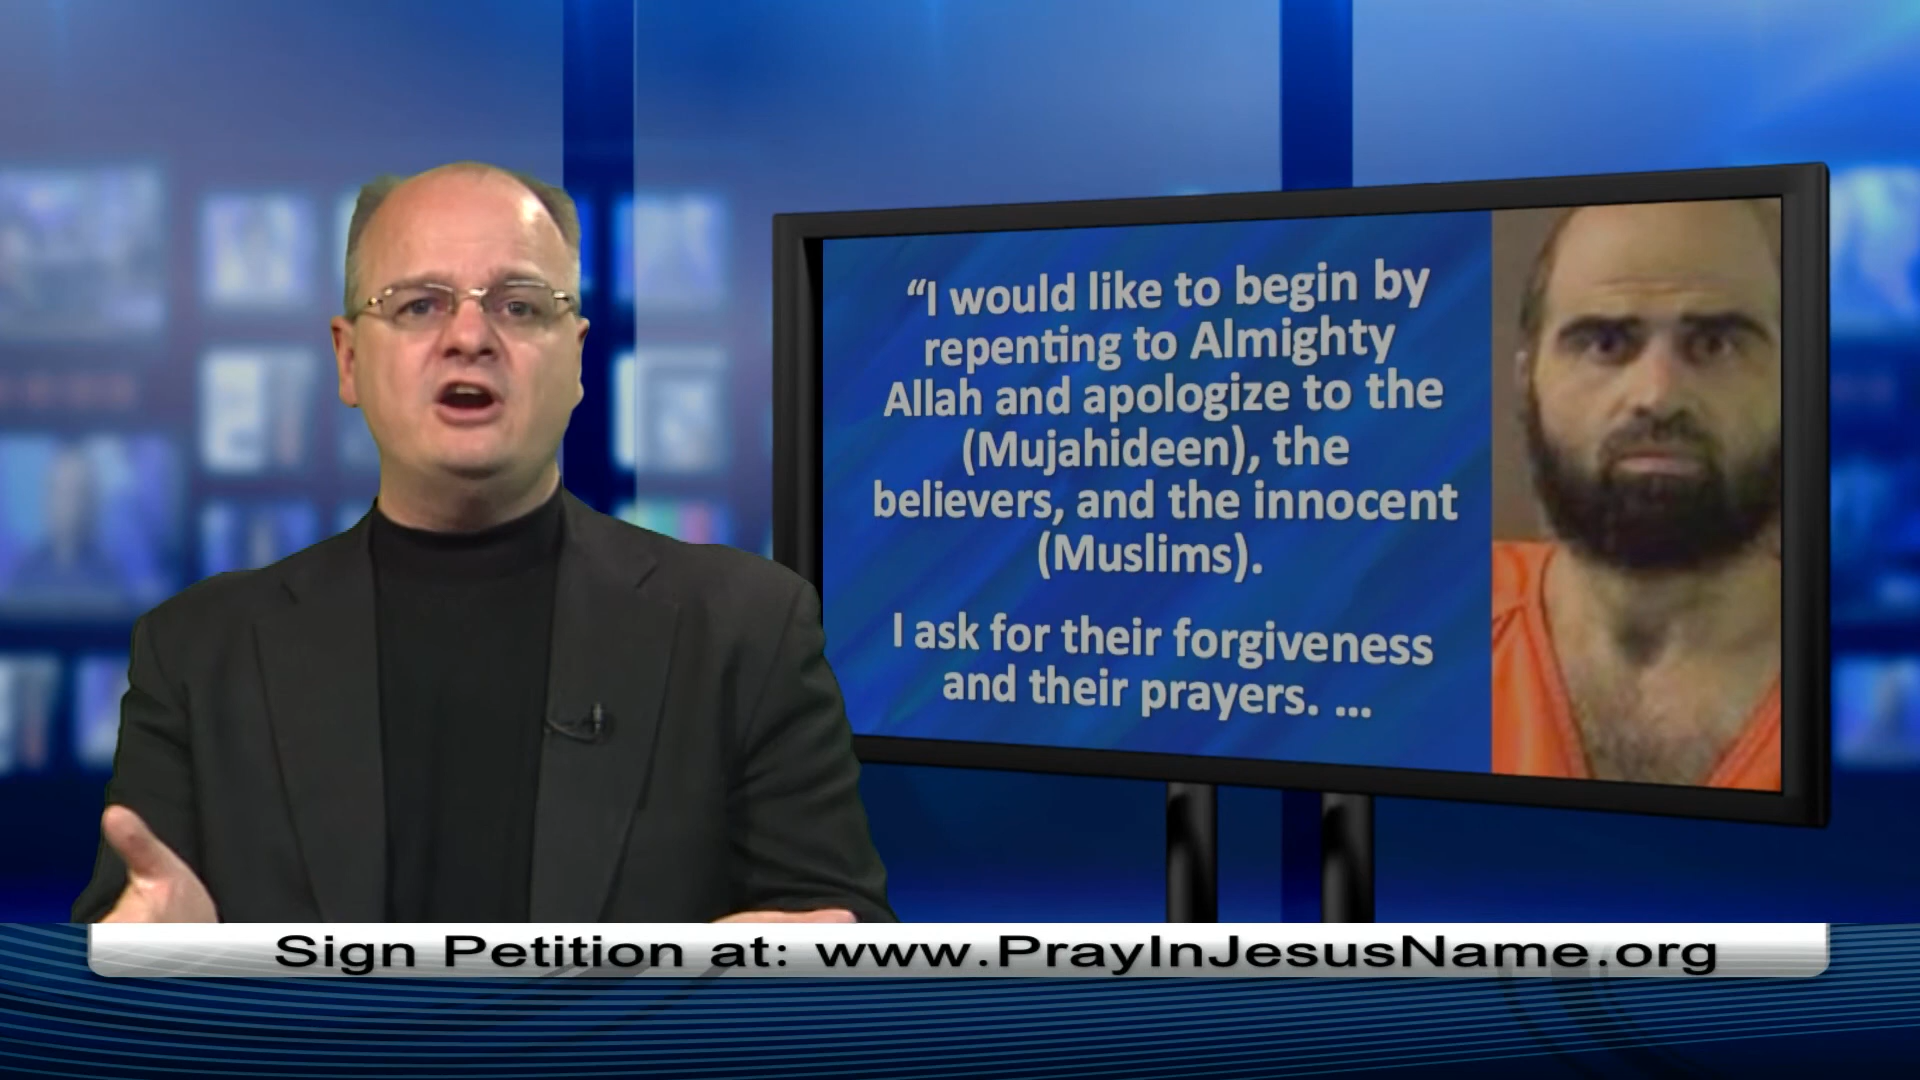 “I would like to begin by
repenting to Almighty
Allah and apologize to the
(Mujahideen), the
believers, and the innocent
(Muslims).
I ask for their forgiveness
and their prayers. ...
Sign Petition at: www.PrayInJesusName.org